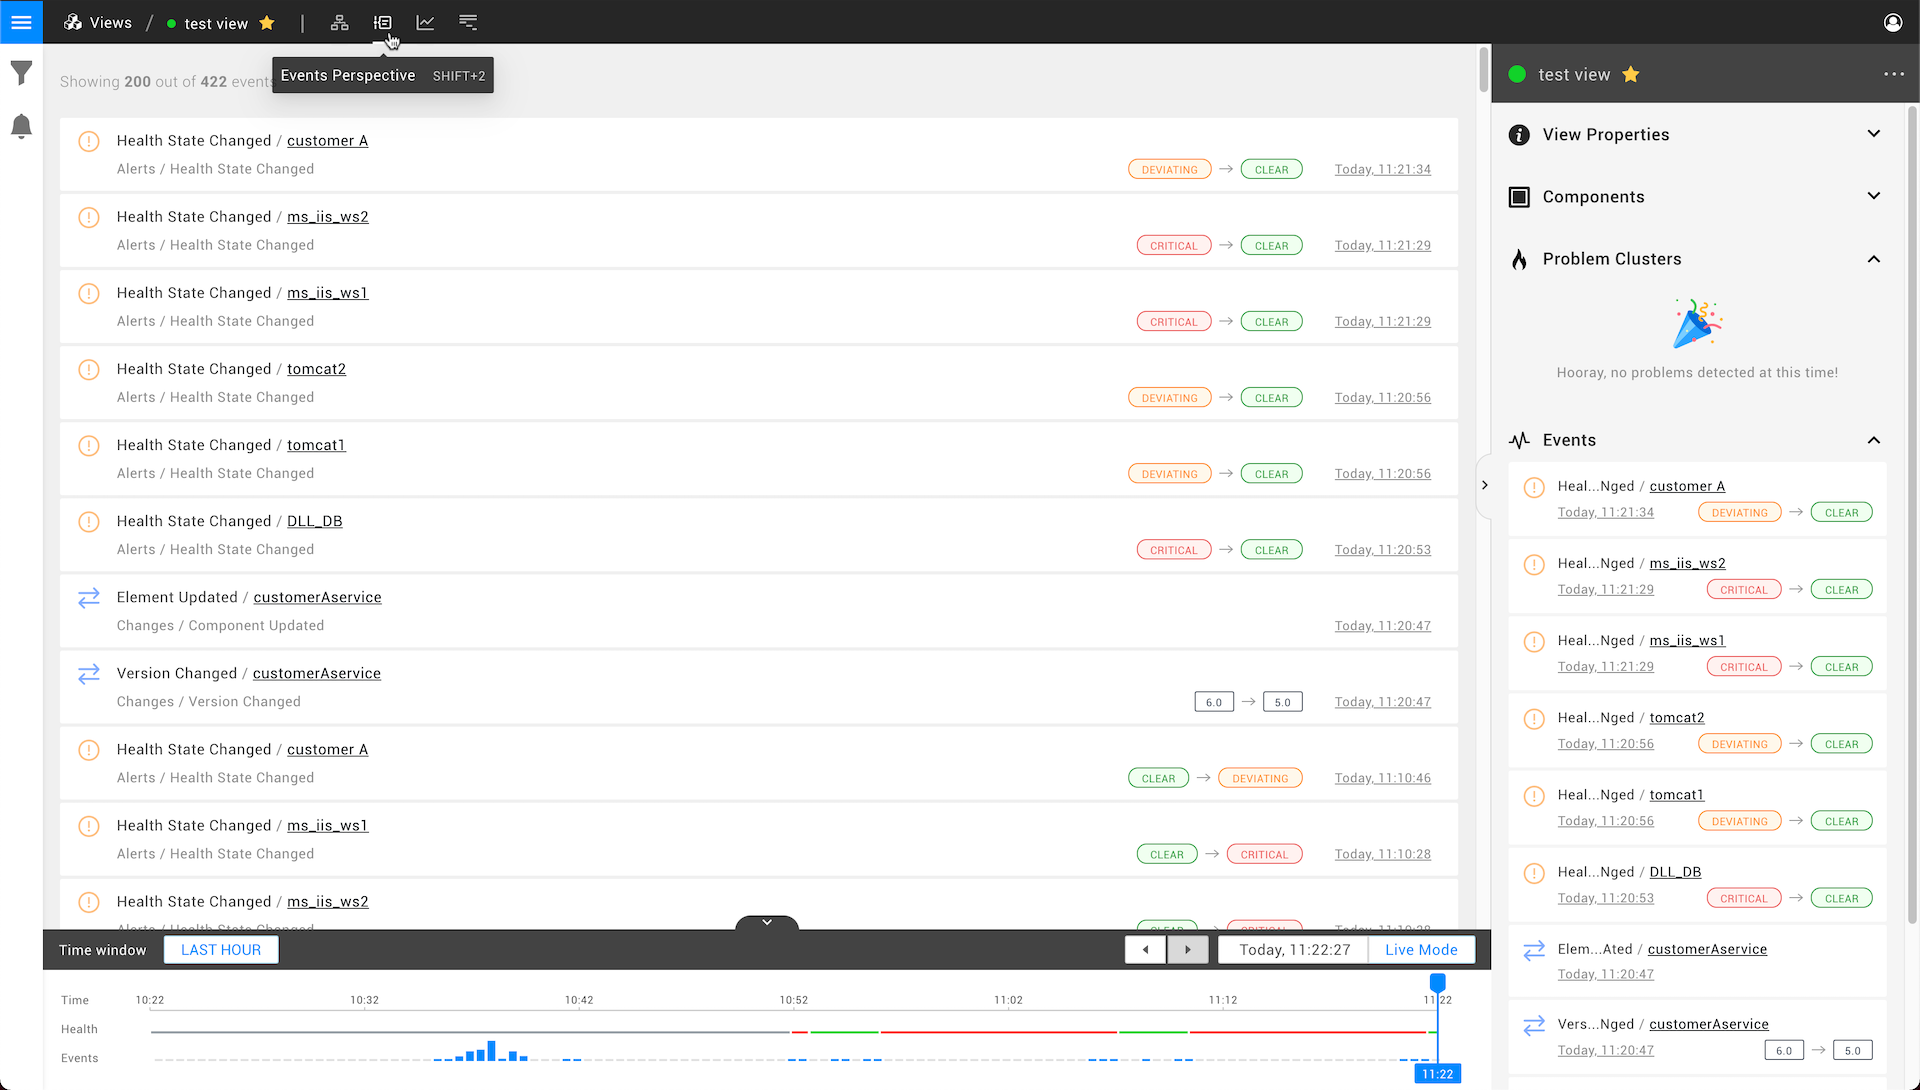 Views / test view
Events Perspective SHIFT+2
Showing 200 out of 422 events
Health State Changed / customer A
Alerts / Health State Changed
DEVIATING → CLEAR Today, 11:21:34
Health State Changed / ms_iis_ws2
Alerts / Health State Changed
CRITICAL → CLEAR Today, 11:21:29
Health State Changed / ms_iis_ws1
Alerts / Health State Changed
CRITICAL → CLEAR Today, 11:21:29
Health State Changed / tomcat2
Alerts / Health State Changed
DEVIATING → CLEAR Today, 11:20:56
Health State Changed / tomcat1
Alerts / Health State Changed
DEVIATING → CLEAR Today, 11:20:56
Health State Changed / DLL_DB
Alerts / Health State Changed
CRITICAL → CLEAR Today, 11:20:53
Element Updated / customerAservice
Changes / Component Updated
Today, 11:20:47
Version Changed / customerAservice
Changes / Version Changed
6.0 → 5.0 Today, 11:20:47
Health State Changed / customer A
Alerts / Health State Changed
CLEAR → DEVIATING Today, 11:10:46
Health State Changed / ms_iis_ws1
Alerts / Health State Changed
CLEAR → CRITICAL Today, 11:10:28
Health State Changed / ms_iis_ws2
Alerts / Health State Changed
CLEAR → CRITICAL Today, 11:10:28
Time window LAST HOUR
Today, 11:22:27 Live Mode
Time 10:22 10:32 10:42 10:52 11:02 11:12 11:22
Health
Events
11:22
test view
View Properties
Components
Problem Clusters
Hooray, no problems detected at this time!
Events
Heal...Nged / customer A
Today, 11:21:34 DEVIATING → CLEAR
Heal...Nged / ms_iis_ws2
Today, 11:21:29 CRITICAL → CLEAR
Heal...Nged / ms_iis_ws1
Today, 11:21:29 CRITICAL → CLEAR
Heal...Nged / tomcat2
Today, 11:20:56 DEVIATING → CLEAR
Heal...Nged / tomcat1
Today, 11:20:56 DEVIATING → CLEAR
Heal...Nged / DLL_DB
Today, 11:20:53 CRITICAL → CLEAR
Elem...Ated / customerAservice
Today, 11:20:47
Vers...Nged / customerAservice
Today, 11:20:47 6.0 → 5.0